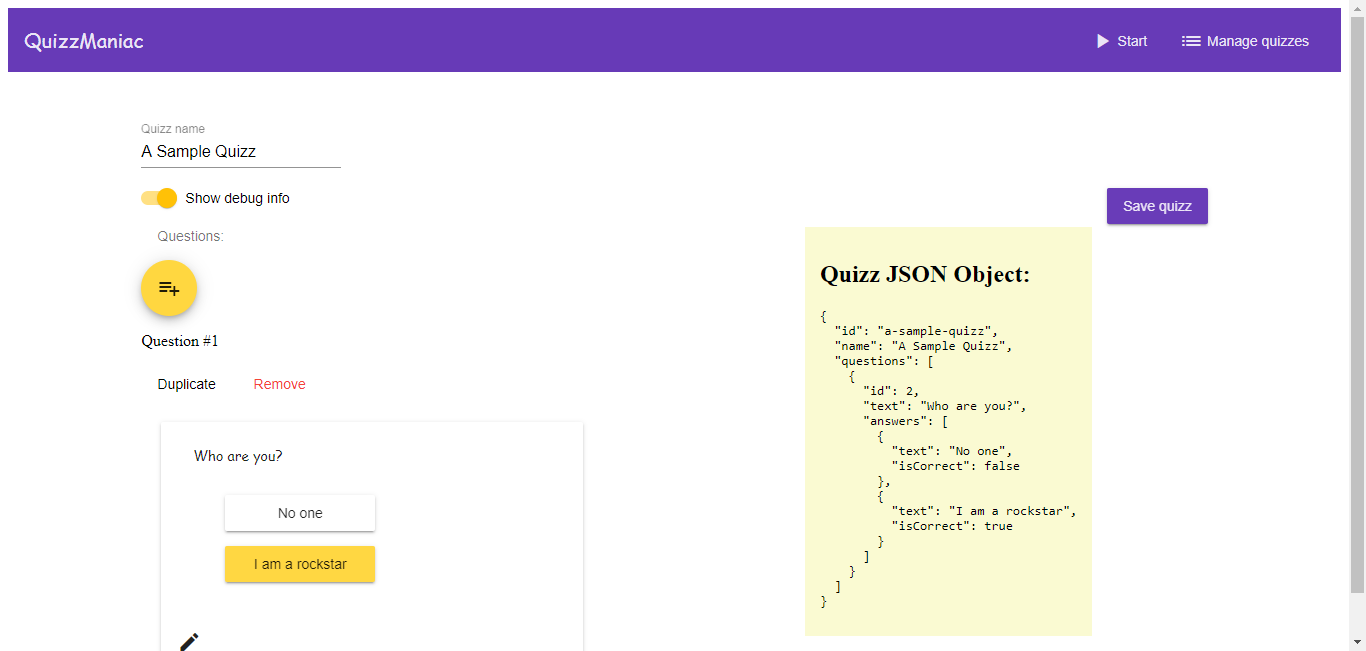 QuizzManiac
Start
Manage quizzes
Quizz name
A Sample Quizz
Show debug info
Save quizz
Questions:
Question #1
Duplicate
Remove
Who are you?
No one
I am a rockstar
Quizz JSON Object:
{
  "id": "a-sample-quizz",
  "name": "A Sample Quizz",
  "questions": [
    {
      "id": 2,
      "text": "Who are you?",
      "answers": [
        {
          "text": "No one",
          "isCorrect": false
        },
        {
          "text": "I am a rockstar",
          "isCorrect": true
        }
      ]
    }
  ]
}